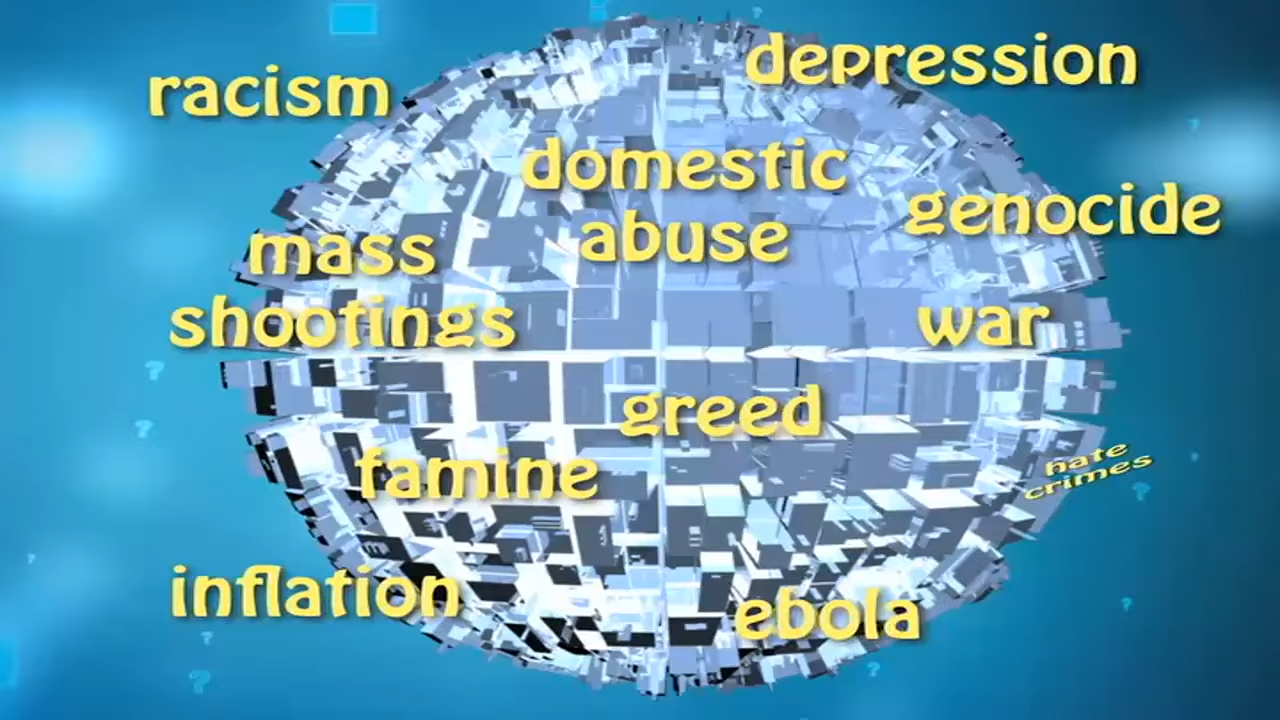 depression
racism
domestic
abuse
genocide
mass
shootings
war
greed
hate
crimes
famine
inflation
ebola